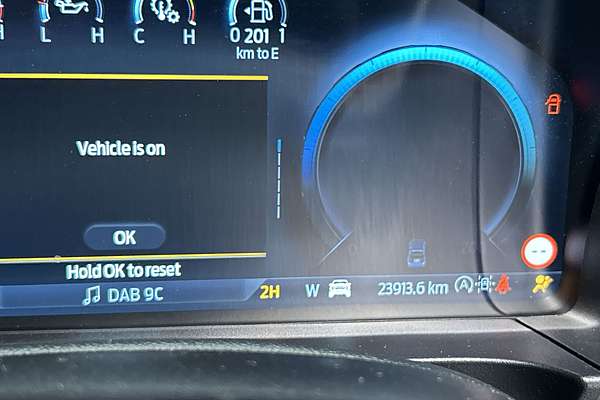 H L H C H 0 201 1
km to E
Vehicle is on
OK
Hold OK to reset
DAB 9C 2H W 23913.6 km A